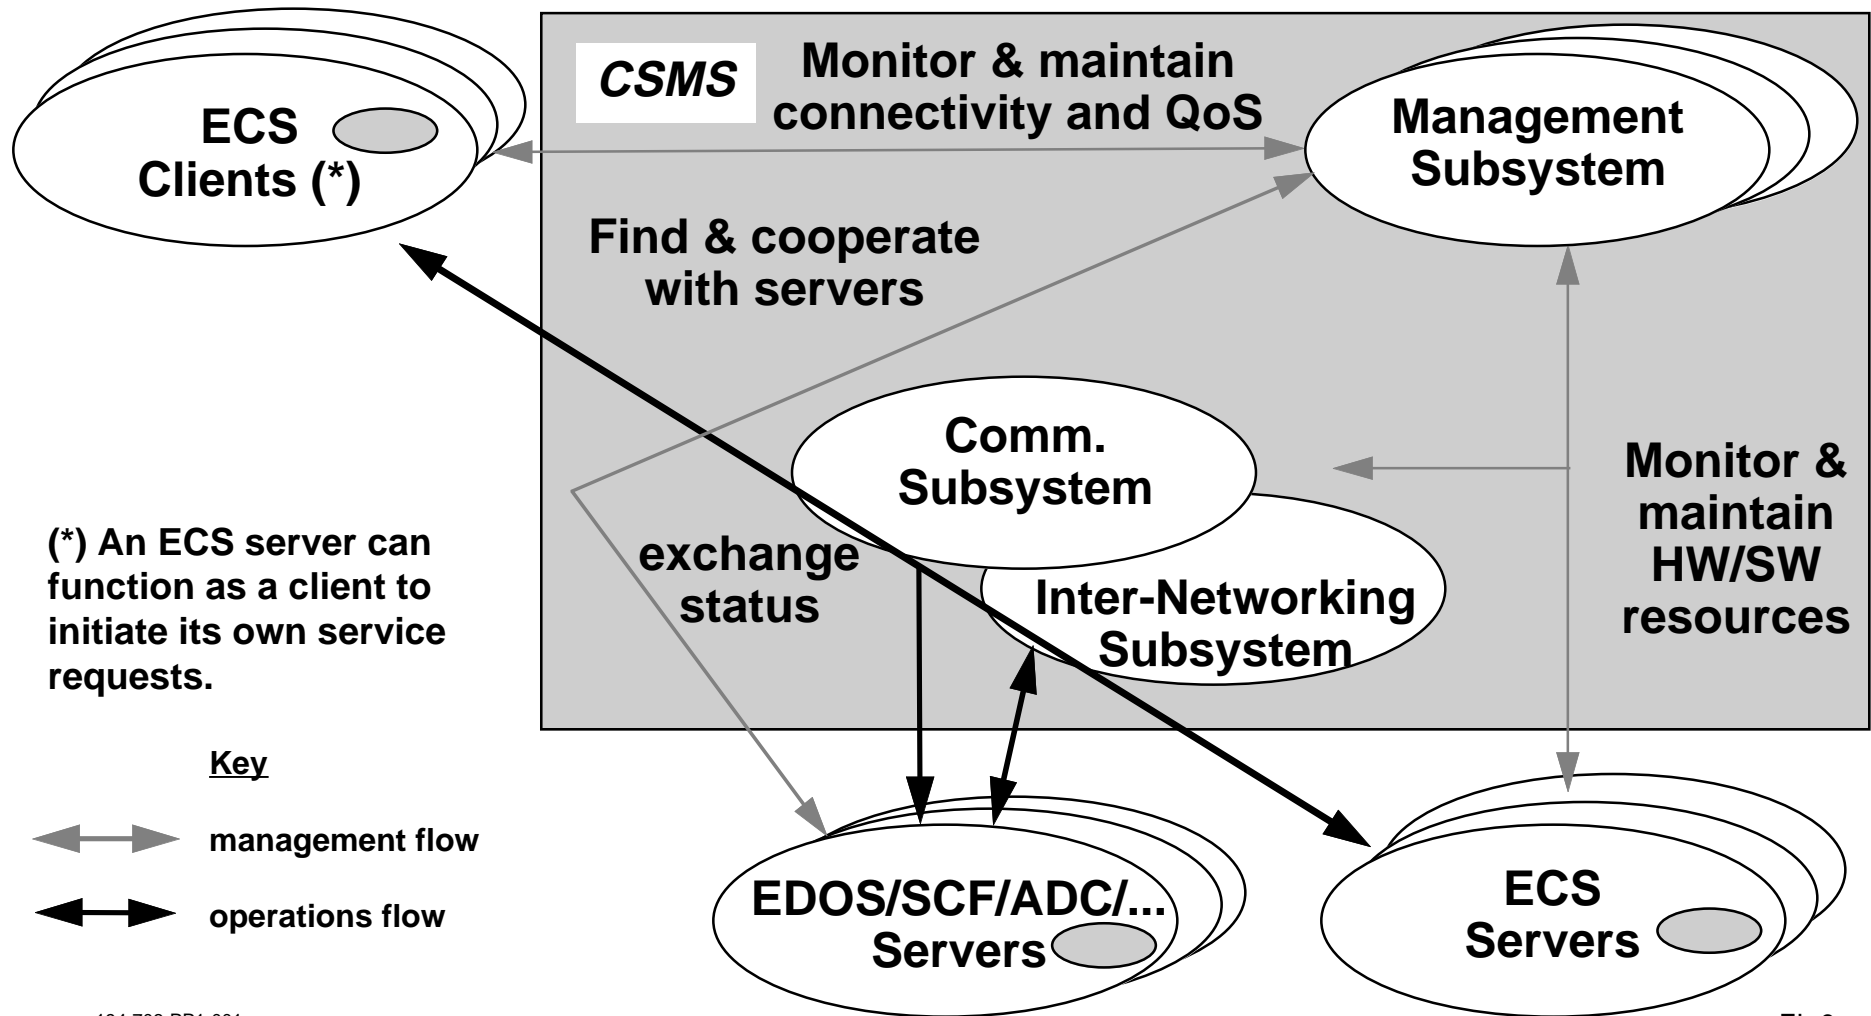 CSMS
Monitor & maintain
connectivity and QoS
ECS
Clients (*)
Management
Subsystem
Find & cooperate
with servers
Comm.
Subsystem
Monitor &
maintain
HW/SW
resources
(*) An ECS server can
function as a client to
initiate its own service
requests.
exchange
status
Inter-Networking
Subsystem
Key
management flow
operations flow
EDOS/SCF/ADC/...
Servers
ECS
Servers